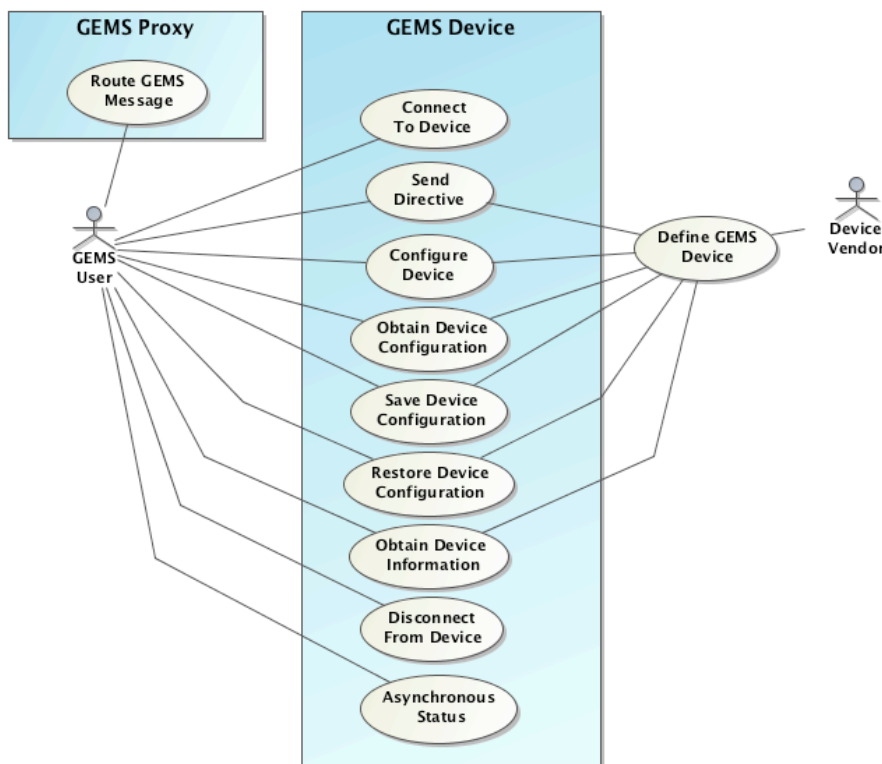 GEMS Proxy
Route GEMS
Message
GEMS
User
GEMS Device
Connect
To Device
Send
Directive
Configure
Device
Obtain Device
Configuration
Save Device
Configuration
Restore Device
Configuration
Obtain Device
Information
Disconnect
From Device
Asynchronous
Status
Define GEMS
Device
Device
Vendor